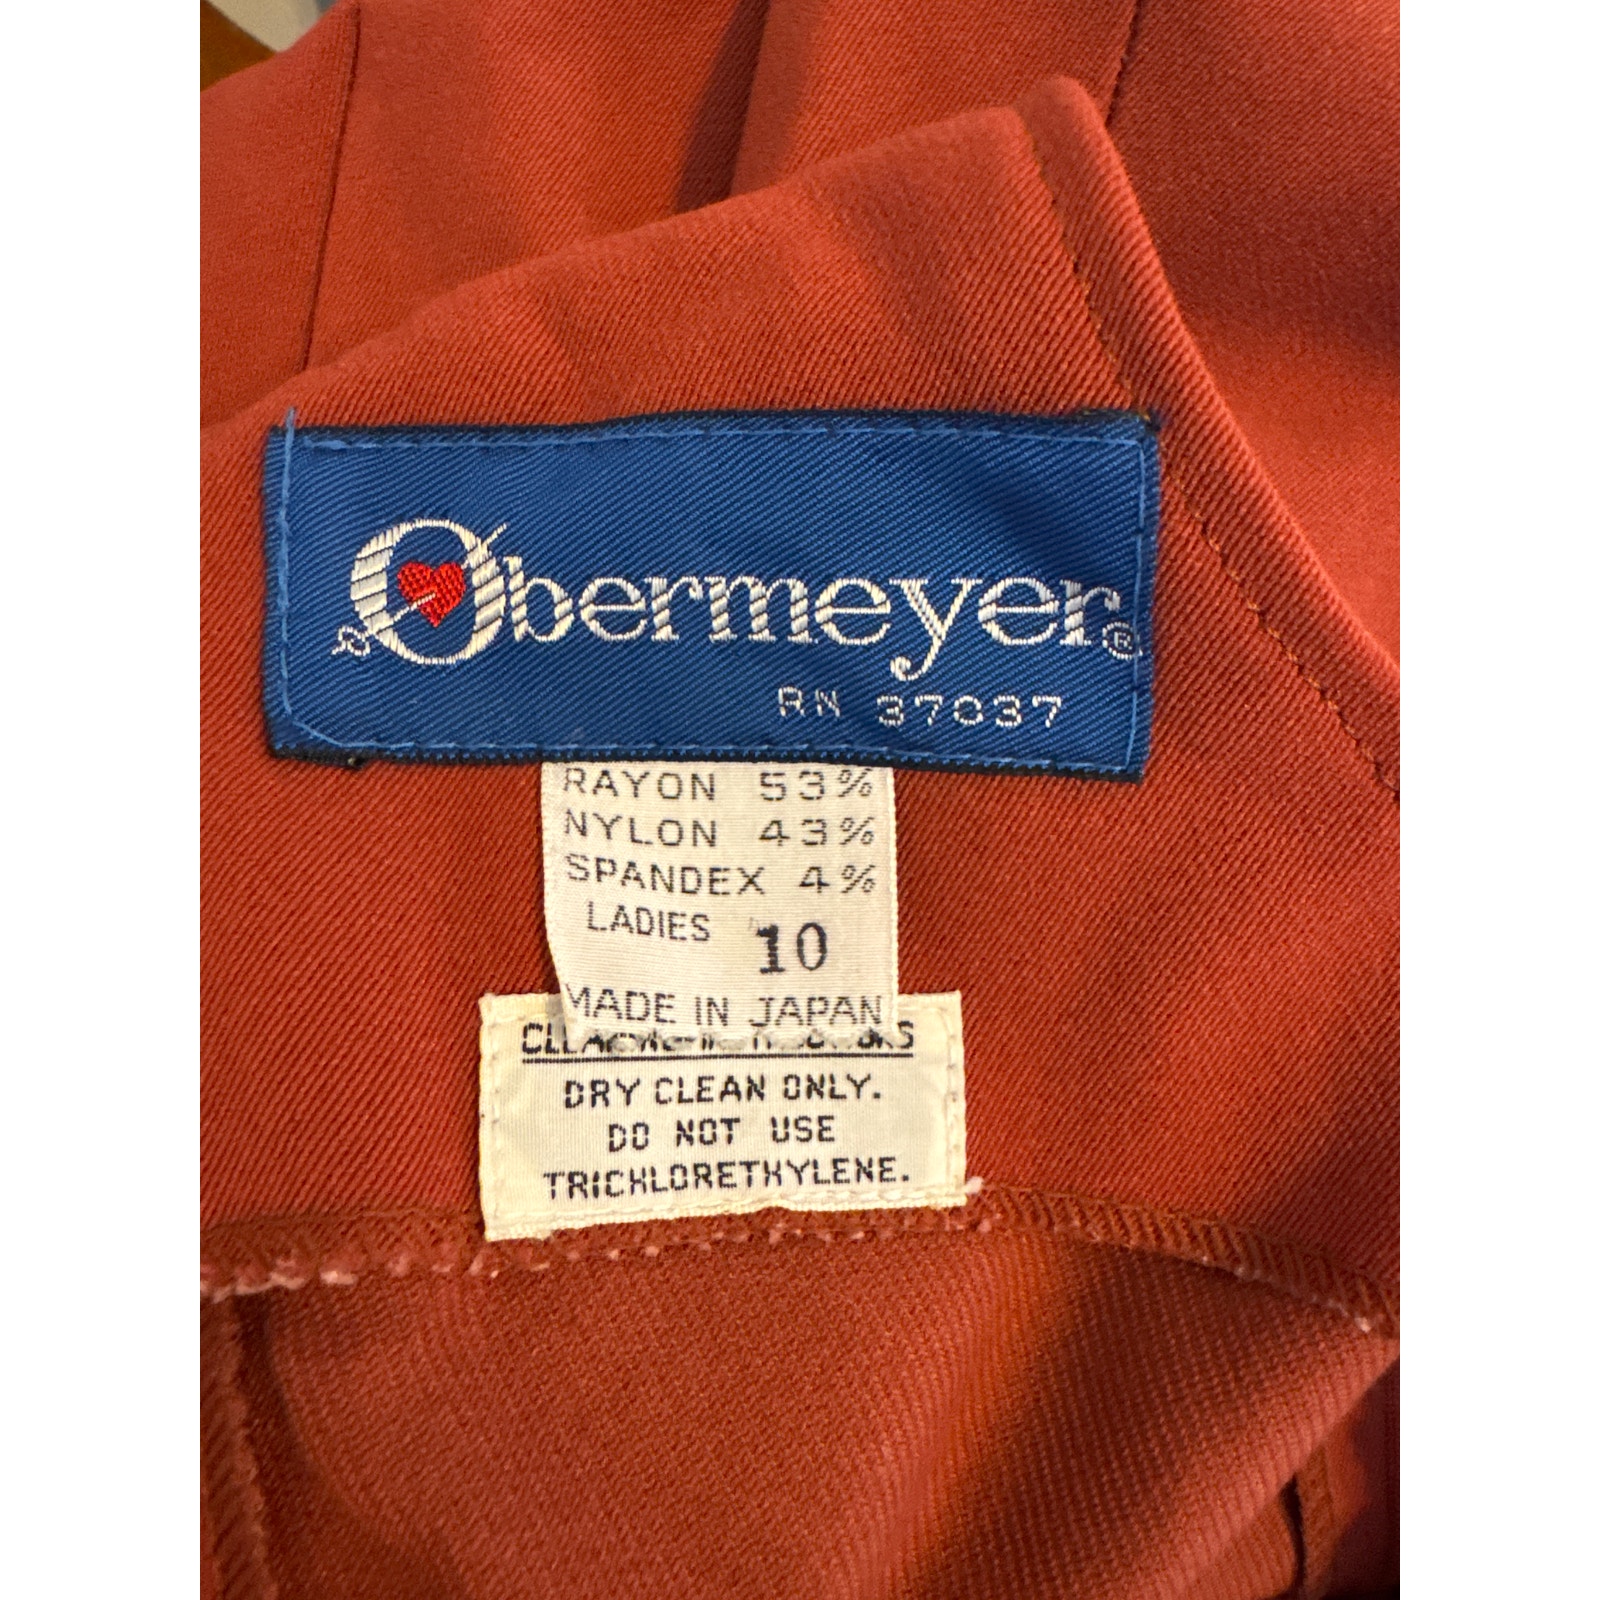 Obermeyer®
RN 37037
RAYON 53%
NYLON 43%
SPANDEX 4%
LADIES 10
MADE IN JAPAN
DRY CLEAN ONLY.
DO NOT USE
TRICHLORETHYLENE.